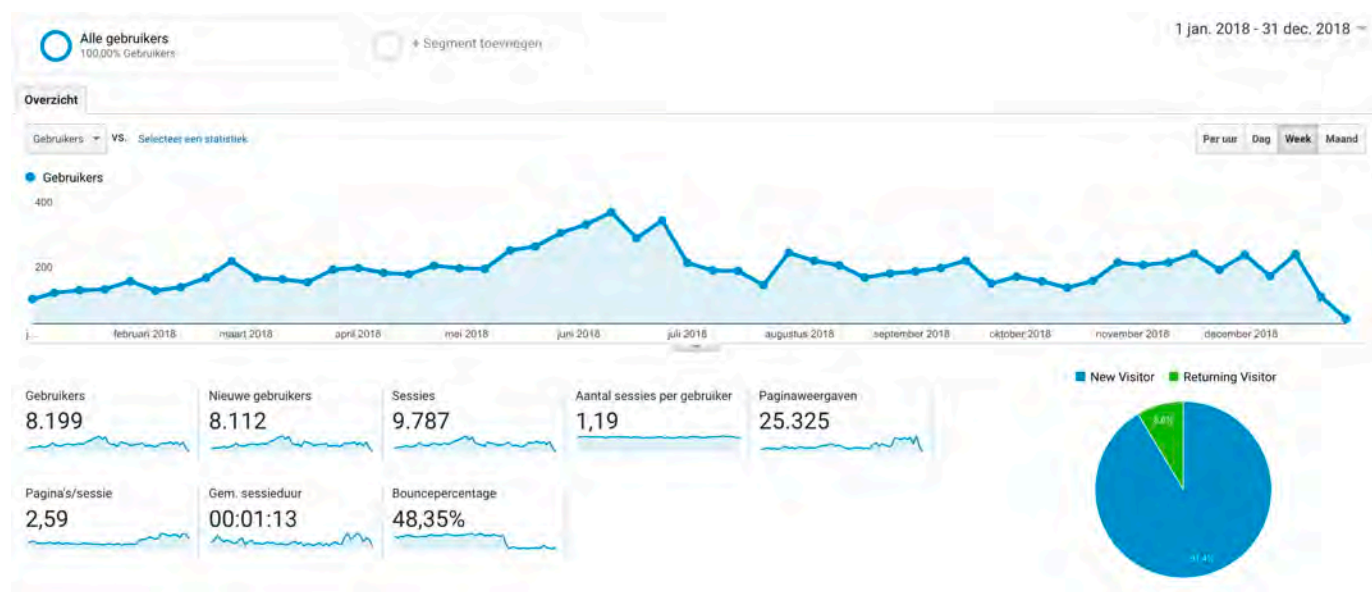 Alle gebruikers
100,00% Gebruikers
+ Segment toevoegen
1 jan. 2018 - 31 dec. 2018
Overzicht
Gebruikers VS. Selecteer een statistiek
Per uur Dag Week Maand
Gebruikers
400
200
j...
februari 2018 maart 2018 april 2018 mei 2018 juni 2018 juli 2018 augustus 2018 september 2018 oktober 2018 november 2018 december 2018
New Visitor Returning Visitor
Gebruikers
8.199
Nieuwe gebruikers
8.112
Sessies
9.787
Aantal sessies per gebruiker
1,19
Paginaweergaven
25.325
Pagina's/sessie
2,59
Gem. sessieduur
00:01:13
Bouncepercentage
48,35%